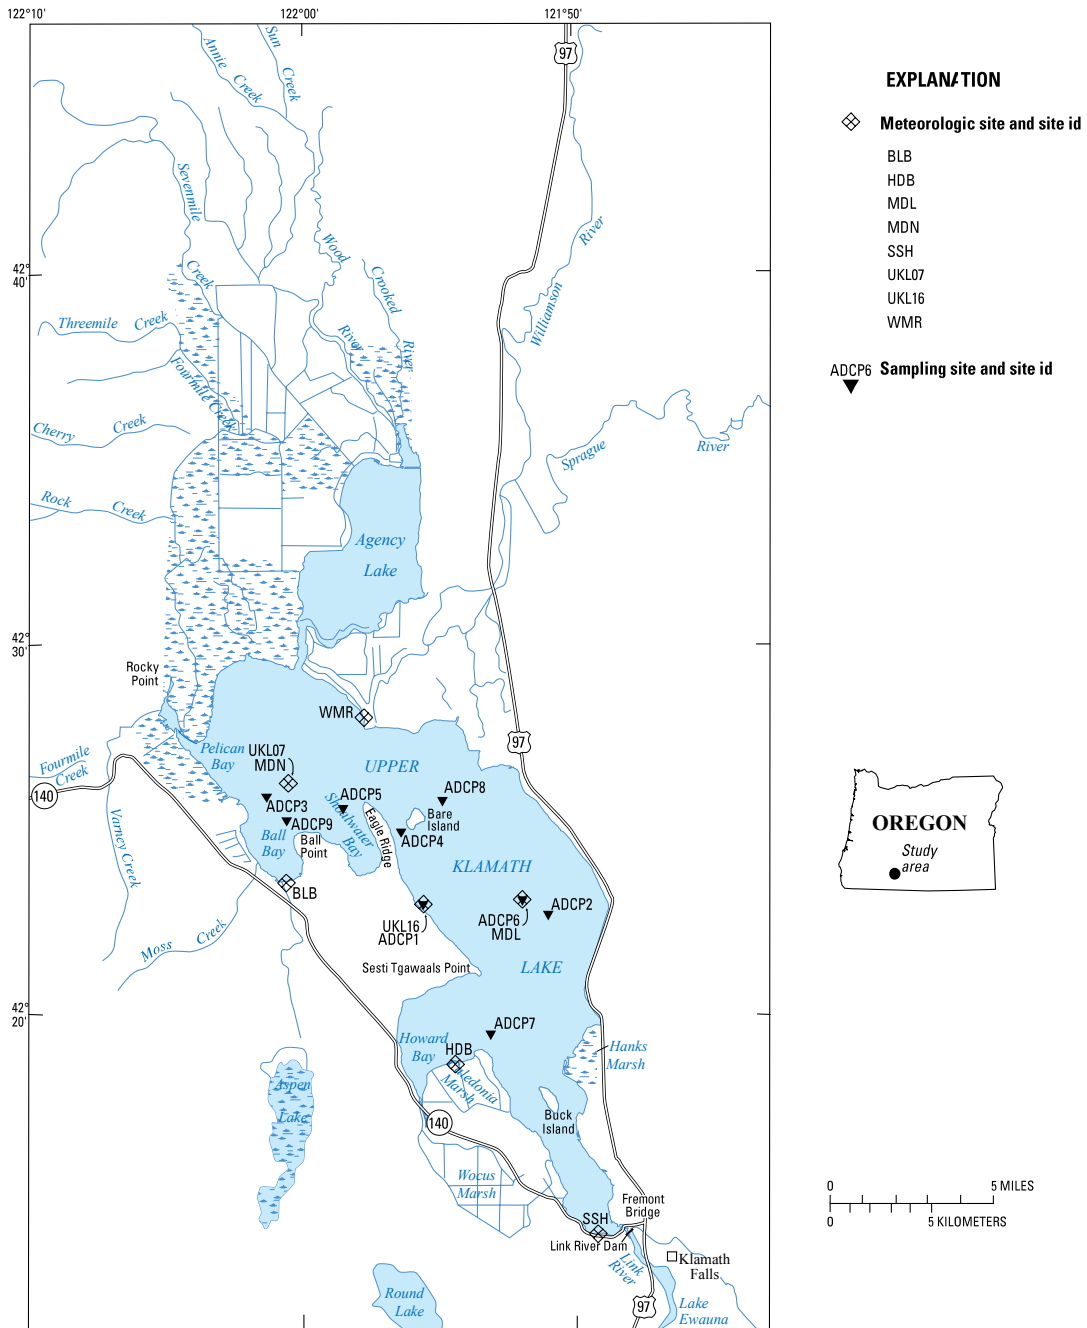 122°10'
122°00'
121°50'
97
Sun
Creek
Annie
Creek
EXPLANATION
Meteorologic site and site id
BLB
HDB
MDL
MDN
SSH
UKL07
UKL16
WMR
ADCP6
Sampling site and site id
Sevenmile
Creek
Wood
River
Crooked
River
Williamson
River
42°
40'
Threemile Creek
Fourmile Creek
Cherry Creek
Sprague
River
Rock Creek
Agency
Lake
42°
30'
Rocky
Point
WMR
97
Pelican
Bay
UKL07
MDN
UPPER
Fourmile
Creek
140
ADCP3
ADCP5
ADCP8
ADCP9
Shoalwater
Bay
Eagle Ridge
Bare
Island
ADCP4
Ball
Bay
Ball
Point
Varney Creek
KLAMATH
BLB
UKL16
ADCP1
ADCP6
MDL
ADCP2
Moss Creek
Sesti Tgawaals Point
LAKE
OREGON
Study
area
42°
20'
ADCP7
Howard
Bay
HDB
Hanks
Marsh
Caledonia
Marsh
Aspen
Lake
Buck
Island
140
Wocus
Marsh
0
5 MILES
0
5 KILOMETERS
Fremont
Bridge
SSH
Link River Dam
Link
River
Klamath
Falls
Round
Lake
97
Lake
Ewauna